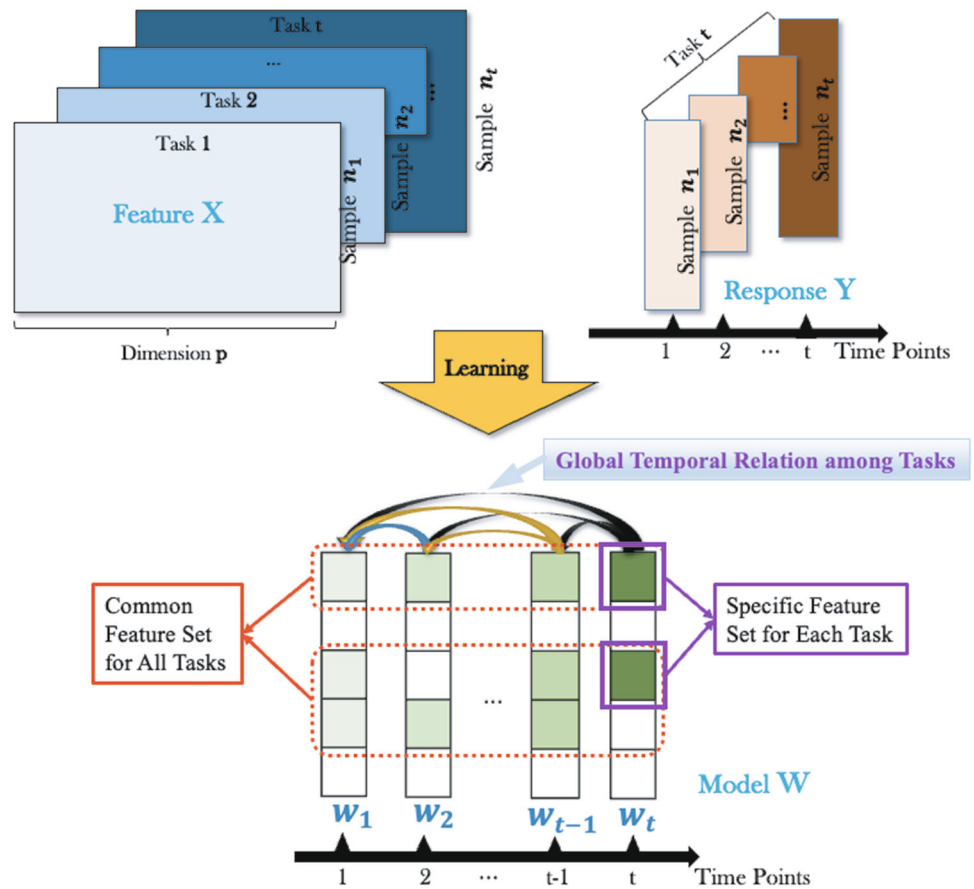 Task t
...
Task 2
Task 1
Feature X
Sample n₁
Sample n₂
...
Sample nₜ
Dimension p
Task t
Sample n₁
Sample n₂
...
Sample nₜ
Response Y
1 2 ... t Time Points
Learning
Global Temporal Relation among Tasks
Common
Feature Set
for All Tasks
Specific Feature
Set for Each Task
...
Model W
w₁ w₂ wₜ₋₁ wₜ
1 2 ... t-1 t Time Points